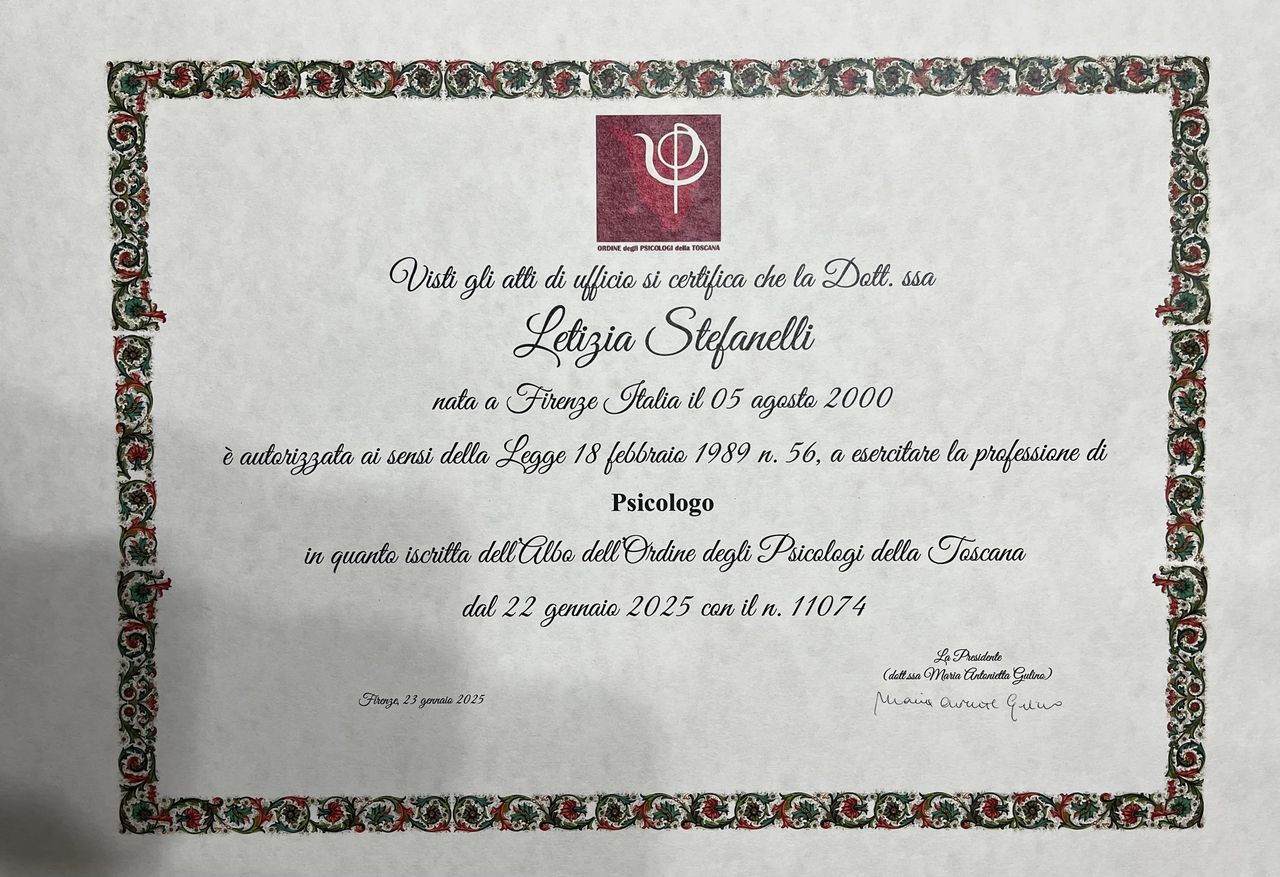 ORDINE degli PSICOLOGI della TOSCANA
Visti gli atti di ufficio si certifica che la Dott. ssa
Letizia Stefanelli
nata a Firenze Italia il 05 agosto 2000
è autorizzata ai sensi della Legge 18 febbraio 1989 n. 56, a esercitare la professione di
Psicologo
in quanto iscritta dell'Albo dell'Ordine degli Psicologi della Toscana
dal 22 gennaio 2025 con il n. 11074
La Presidente
(dott.ssa Maria Antonietta Gulino)
Firenze, 23 gennaio 2025